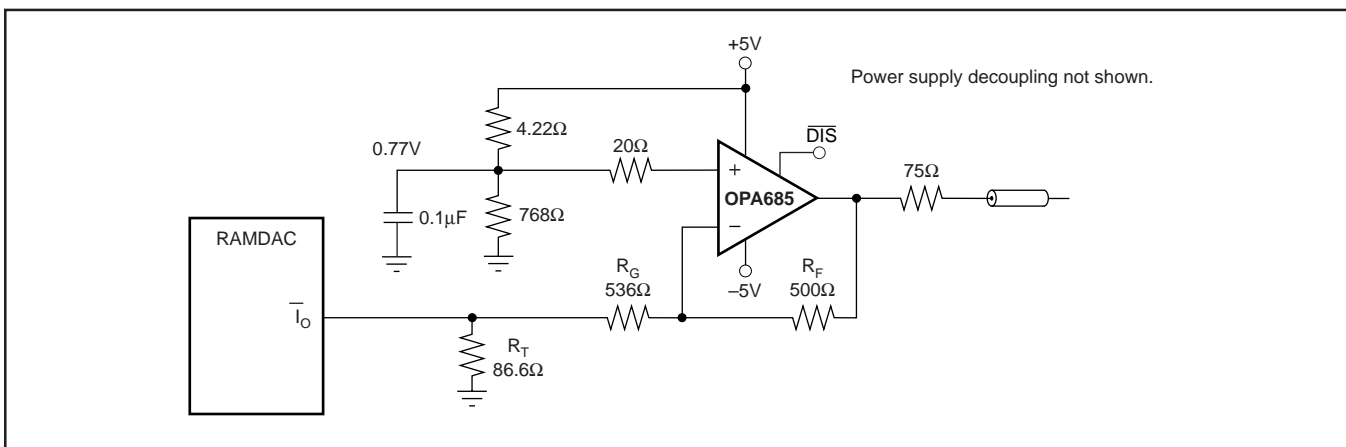 +5V
Power supply decoupling not shown.
4.22Ω
DIS
0.77V
20Ω
+
OPA685
75Ω
0.1µF
768Ω
–
RAMDAC
–5V
R_G
536Ω
R_F
500Ω
I_O
R_T
86.6Ω